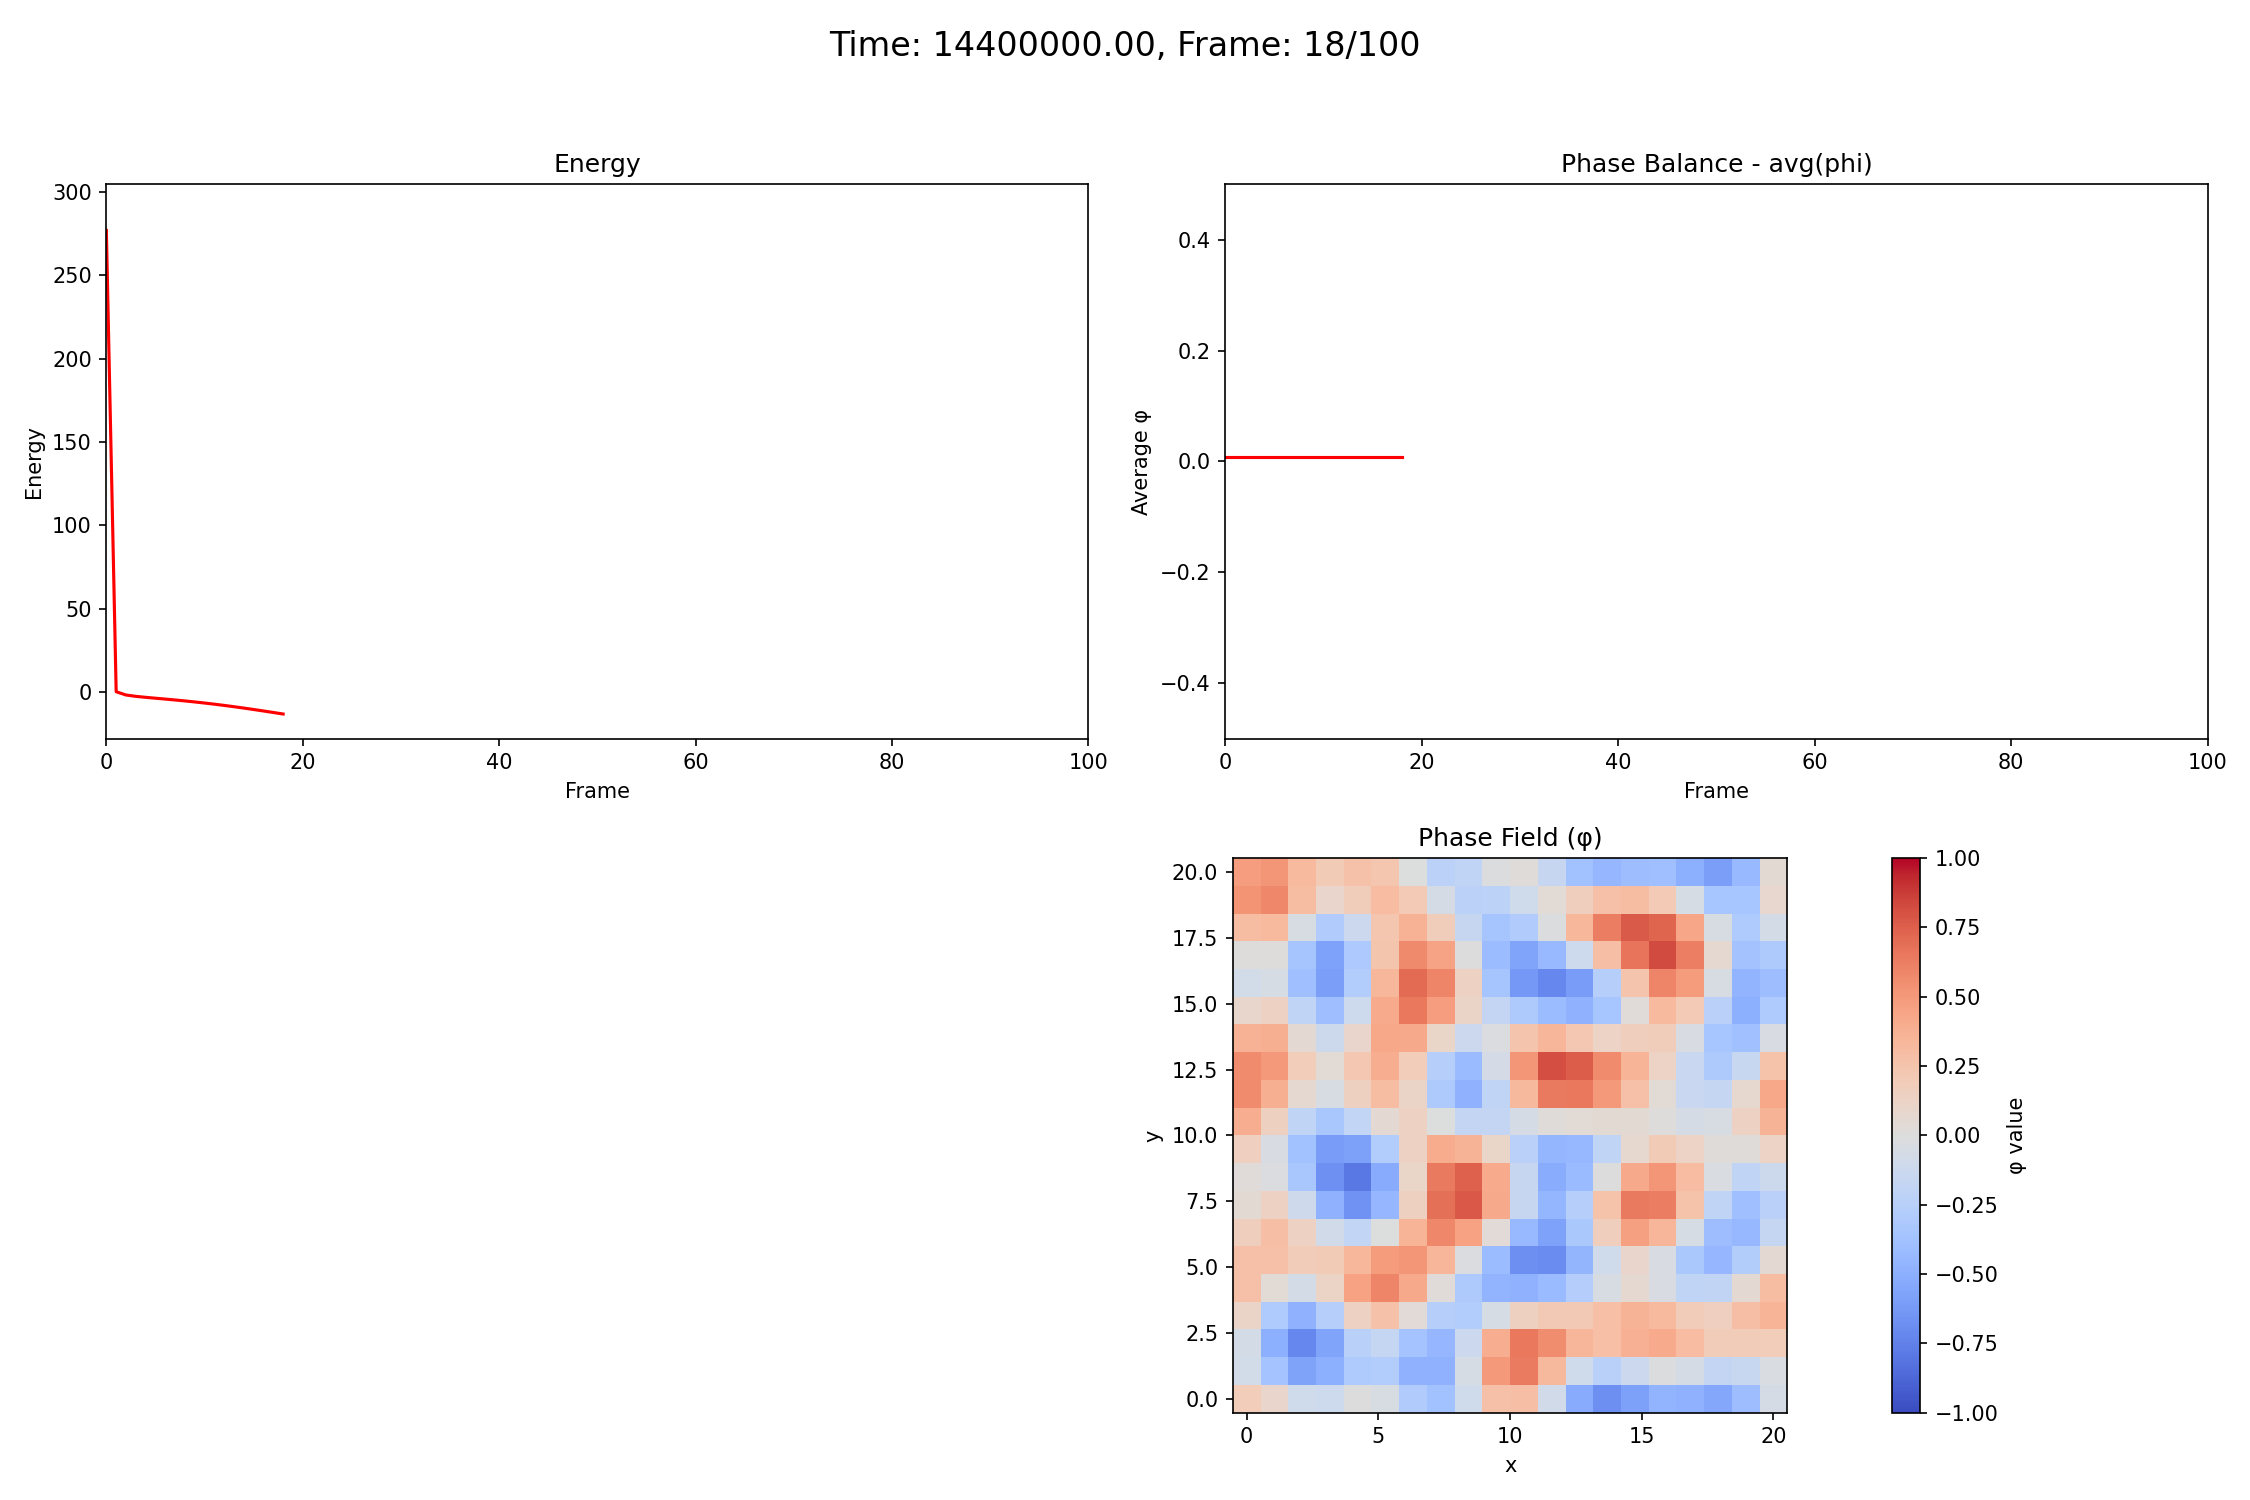 Time: 14400000.00, Frame: 18/100
Energy
300
250
200
150
100
50
0
Energy
0 20 40 60 80 100
Frame
Phase Balance - avg(phi)
0.4
0.2
0.0
−0.2
−0.4
Average φ
0 20 40 60 80 100
Frame
Phase Field (φ)
20.0
17.5
15.0
12.5
10.0
7.5
5.0
2.5
0.0
y
0 5 10 15 20
x
1.00
0.75
0.50
0.25
0.00
−0.25
−0.50
−0.75
−1.00
φ value